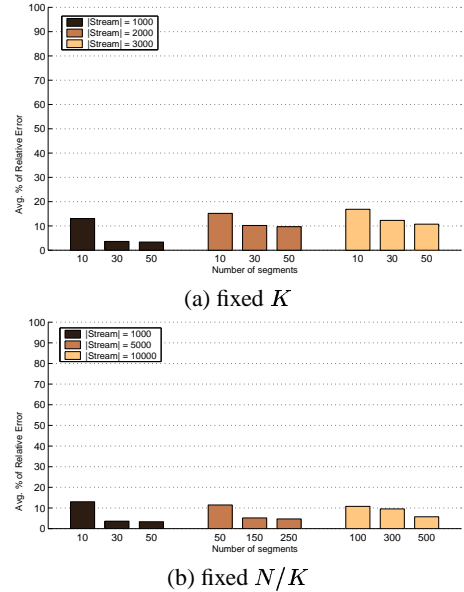 100
90
80
70
60
50
40
30
20
10
0
Avg. % of Relative Error
|Stream| = 1000
|Stream| = 2000
|Stream| = 3000
10 30 50 10 30 50 10 30 50
Number of segments
(a) fixed K
100
90
80
70
60
50
40
30
20
10
0
Avg. % of Relative Error
|Stream| = 1000
|Stream| = 5000
|Stream| = 10000
10 30 50 50 150 250 100 300 500
Number of segments
(b) fixed N/K